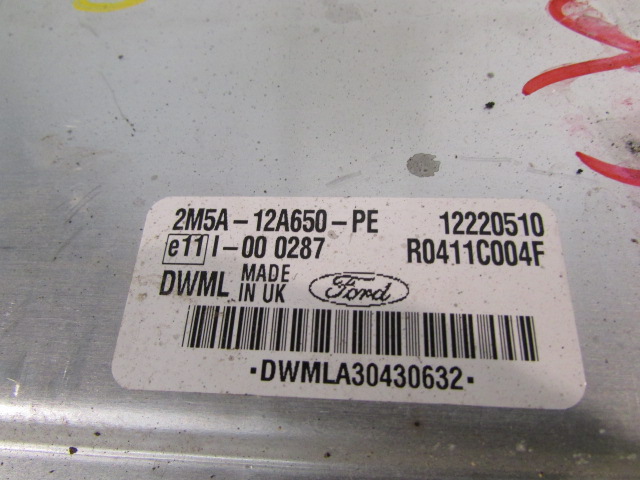 2M5A-12A650-PE 12220510
e11 I-00 0287 R0411C004F
DWML MADE IN UK Ford
·DWMLA30430632·